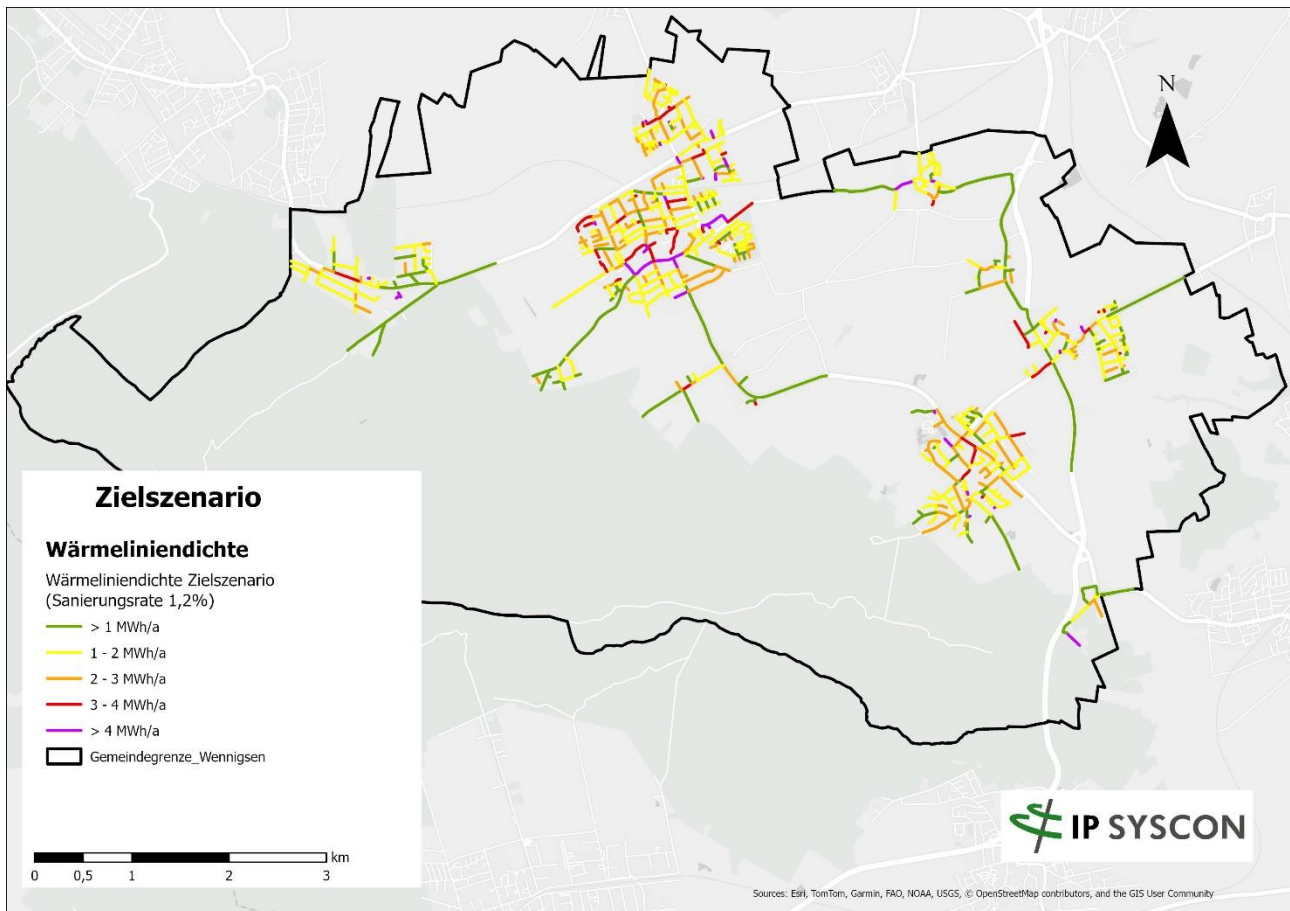 N
Zielszenario
Wärmeliniendichte
Wärmeliniendichte Zielszenario
(Sanierungsrate 1,2%)
> 1 MWh/a
1 - 2 MWh/a
2 - 3 MWh/a
3 - 4 MWh/a
> 4 MWh/a
Gemeindegrenze_Wennigsen
km
0 0,5 1 2 3
IP SYSCON
Sources: Esri, TomTom, Garmin, FAO, NOAA, USGS, © OpenStreetMap contributors, and the GIS User Community